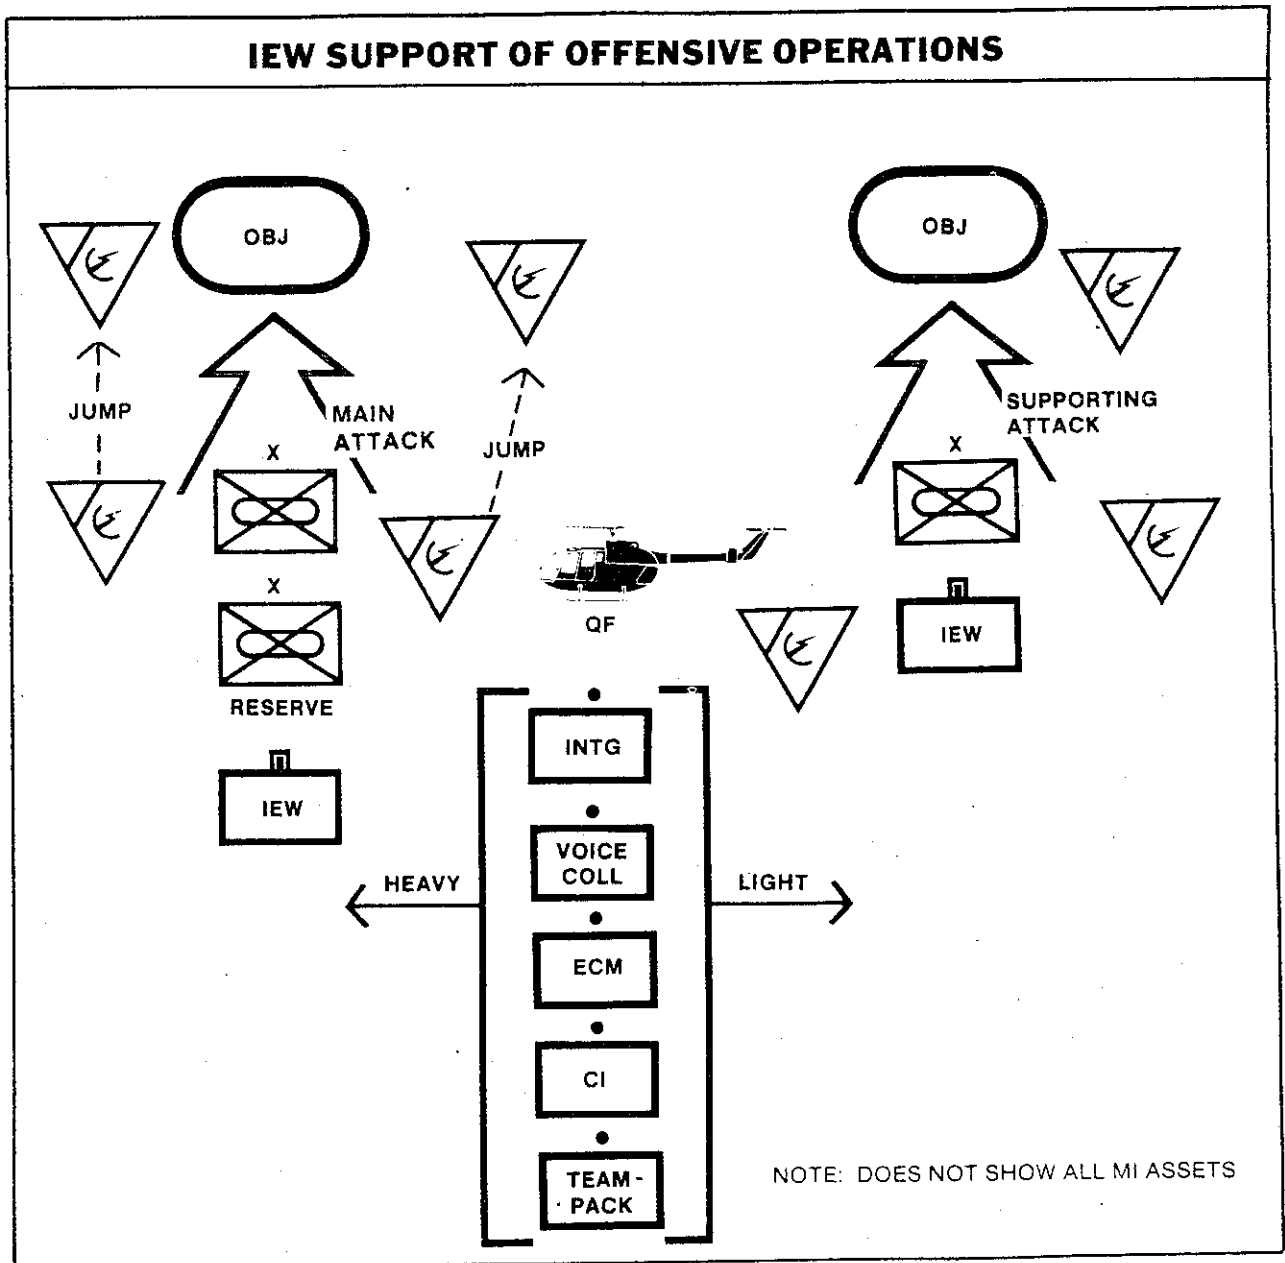 IEW SUPPORT OF OFFENSIVE OPERATIONS
OBJ
OBJ
JUMP
MAIN
ATTACK
JUMP
SUPPORTING
ATTACK
X
X
X
RESERVE
QF
IEW
IEW
INTG
VOICE
COLL
HEAVY
LIGHT
ECM
CI
TEAM-
PACK
NOTE: DOES NOT SHOW ALL MI ASSETS